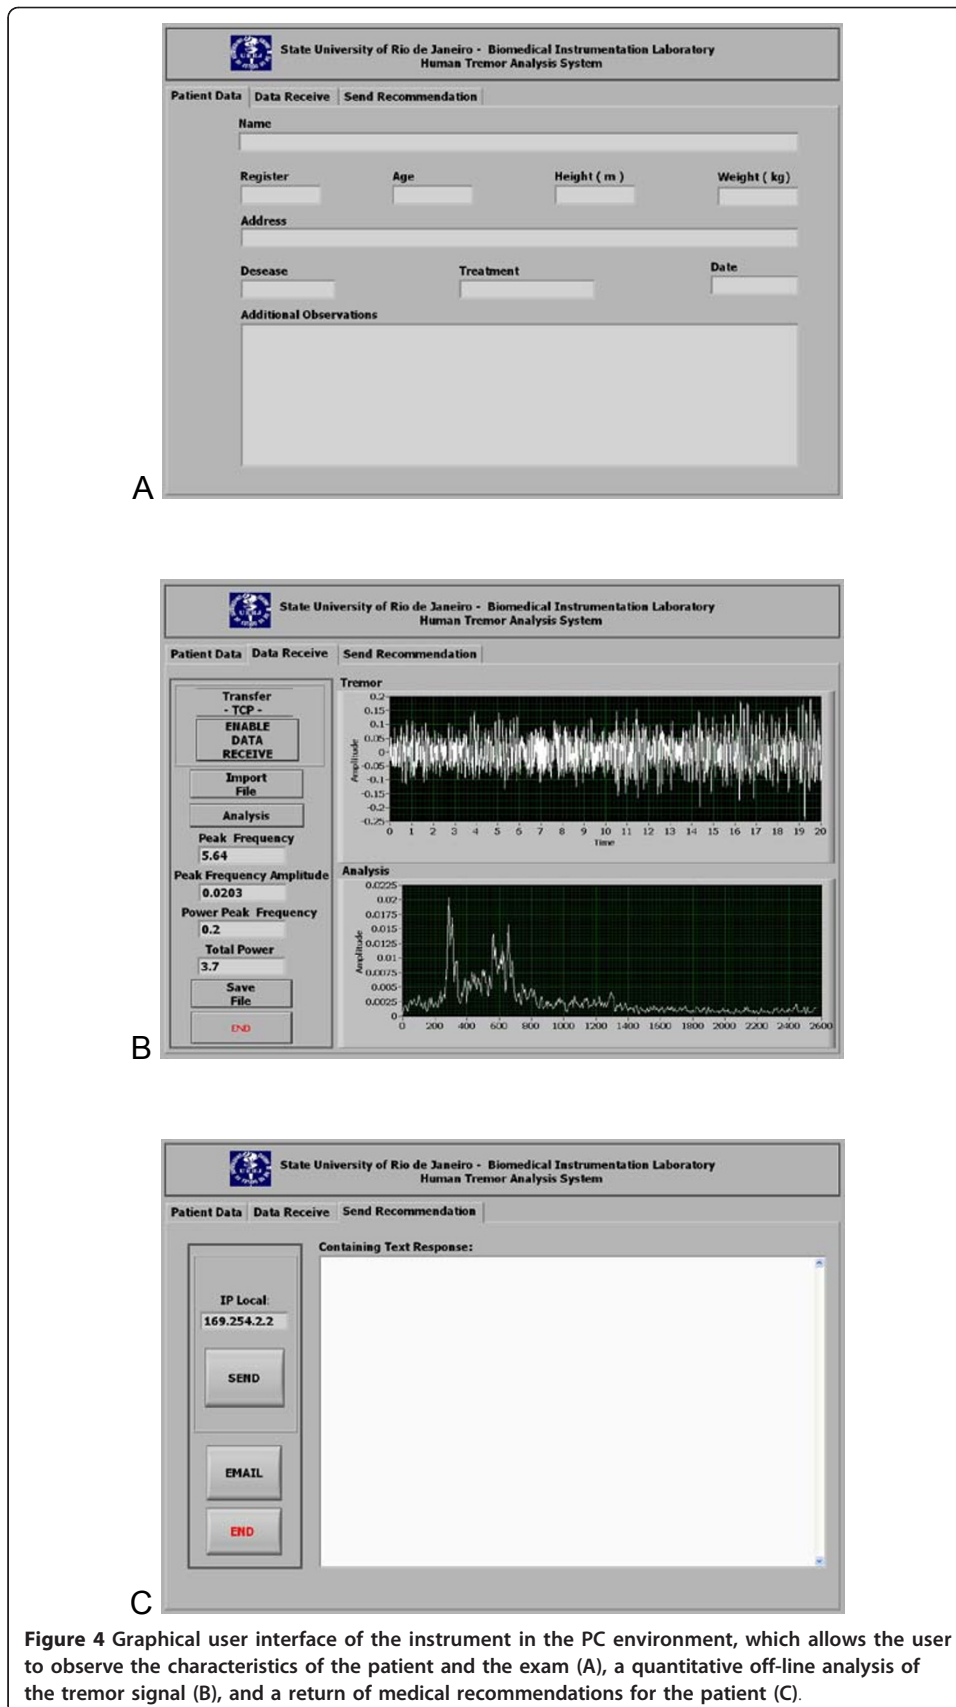 State University of Rio de Janeiro - Biomedical Instrumentation Laboratory
Human Tremor Analysis System
Patient Data Data Receive Send Recommendation
Name
Register Age Height ( m ) Weight ( kg)
Address
Desease Treatment Date
Additional Observations
A
State University of Rio de Janeiro - Biomedical Instrumentation Laboratory
Human Tremor Analysis System
Patient Data Data Receive Send Recommendation
Transfer
- TCP -
ENABLE
DATA
RECEIVE
Import
File
Analysis
Peak Frequency
5.64
Peak Frequency Amplitude
0.0203
Power Peak Frequency
0.2
Total Power
3.7
Save
File
END
Tremor
0.2
0.15
0.1
0.05
0
-0.05
-0.1
-0.15
-0.2
-0.25
Amplitude
0 1 2 3 4 5 6 7 8 9 10 11 12 13 14 15 16 17 18 19 20
Time
Analysis
0.0225
0.02
0.0175
0.015
0.0125
0.01
0.0075
0.005
0.0025
0
Amplitude
0 200 400 600 800 1000 1200 1400 1600 1800 2000 2200 2400 2600
B
State University of Rio de Janeiro - Biomedical Instrumentation Laboratory
Human Tremor Analysis System
Patient Data Data Receive Send Recommendation
IP Local:
169.254.2.2
SEND
EMAIL
END
Containing Text Response:
C
Figure 4 Graphical user interface of the instrument in the PC environment, which allows the user
to observe the characteristics of the patient and the exam (A), a quantitative off-line analysis of
the tremor signal (B), and a return of medical recommendations for the patient (C).